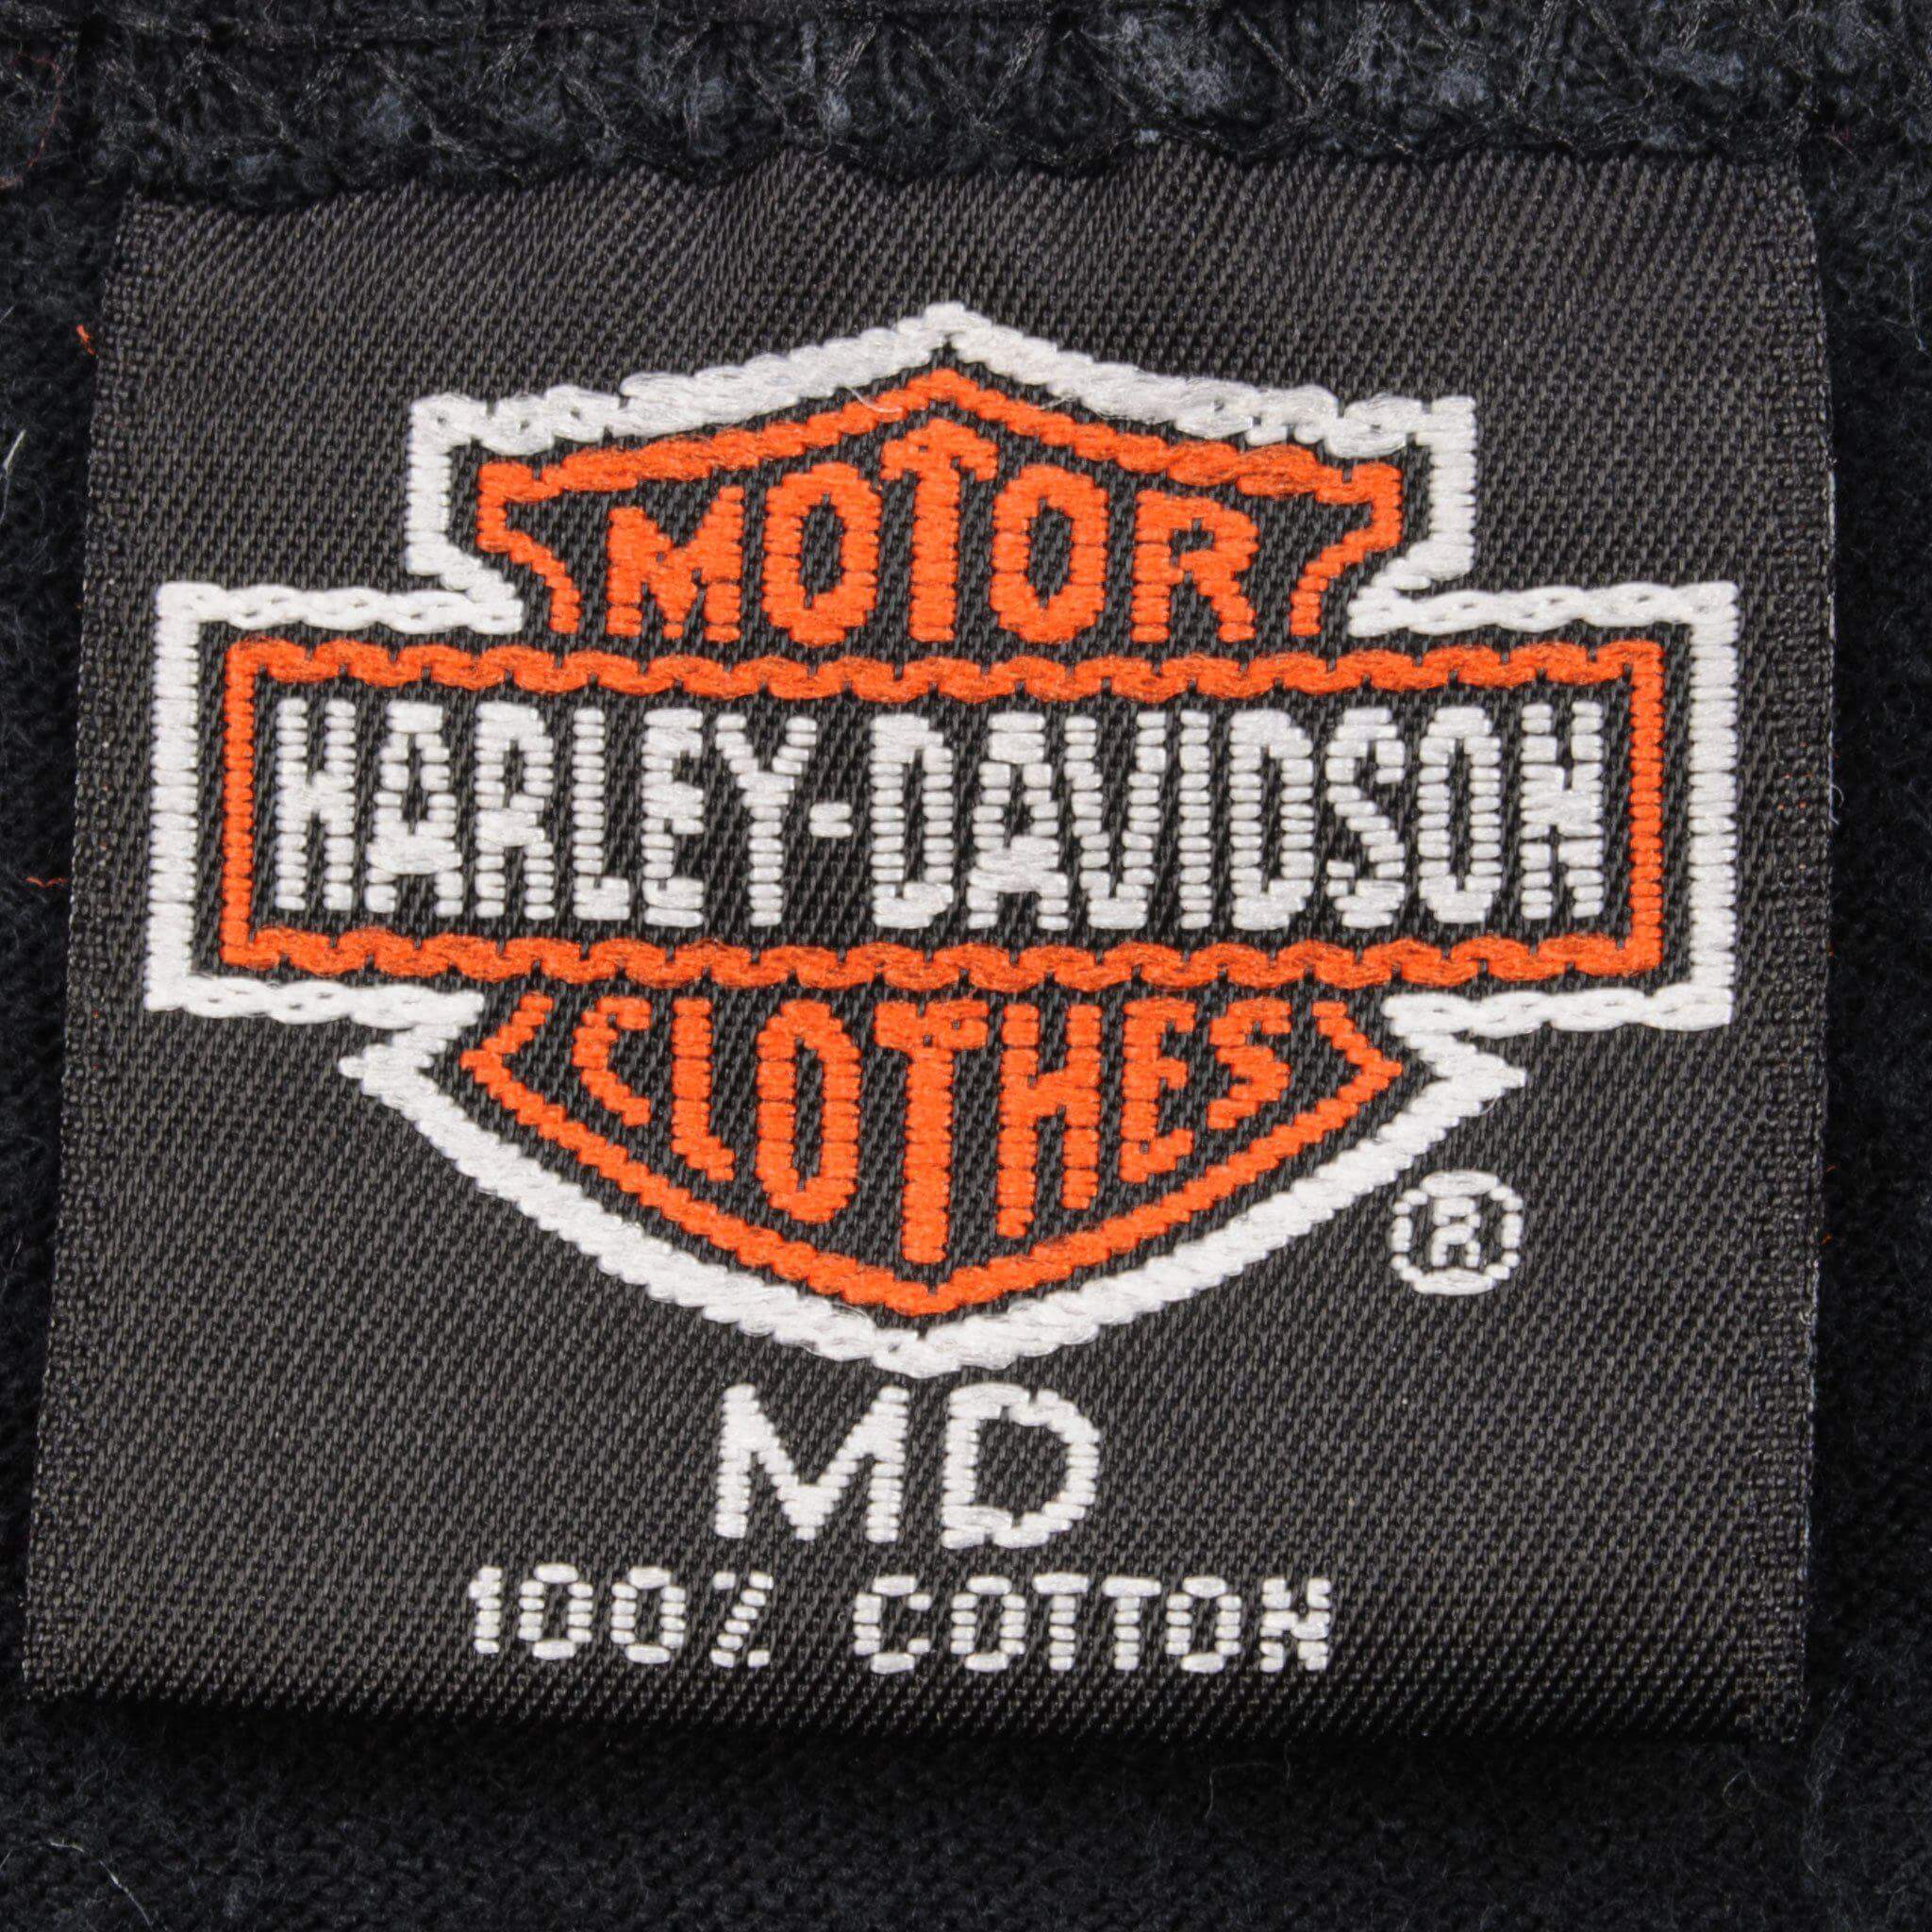 MOTOR
HARLEY-DAVIDSON
CLOTHES
®
MD
100% COTTON